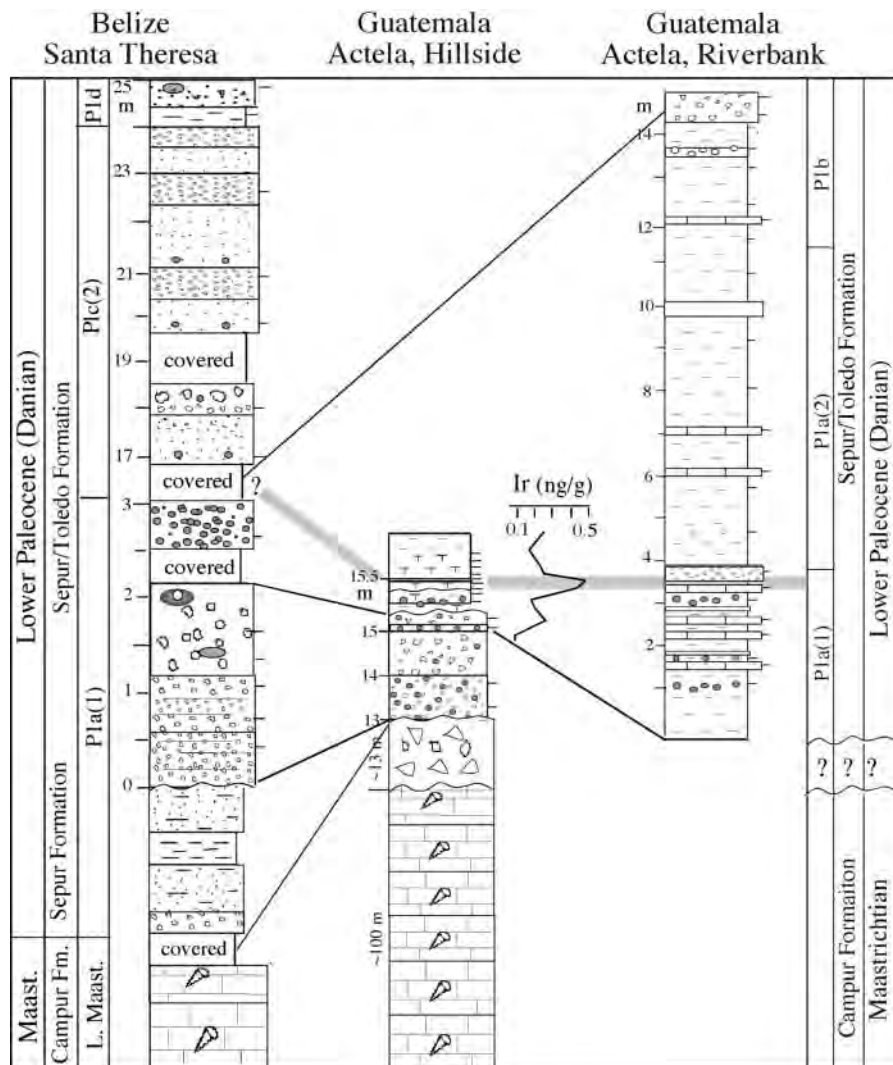 Belize
Santa Theresa
Guatemala
Actela, Hillside
Guatemala
Actela, Riverbank
Lower Paleocene (Danian)
Maast.
Sepur/Toledo Formation
Sepur Formation
Campur Fm.
P1d
P1c(2)
P1a(1)
L. Maast.
25
m
23
21
19
17
3
2
1
0
covered
covered
?
covered
covered
15.5
m
15
14
13
~13 m
~100 m
Ir (ng/g)
0.1
0.5
m
14
12
10
8
6
4
2
P1b
P1a(2)
P1a(1)
?
?
?
Sepur/Toledo Formation
Campur Formaiton
Lower Paleocene (Danian)
Maastrichtian